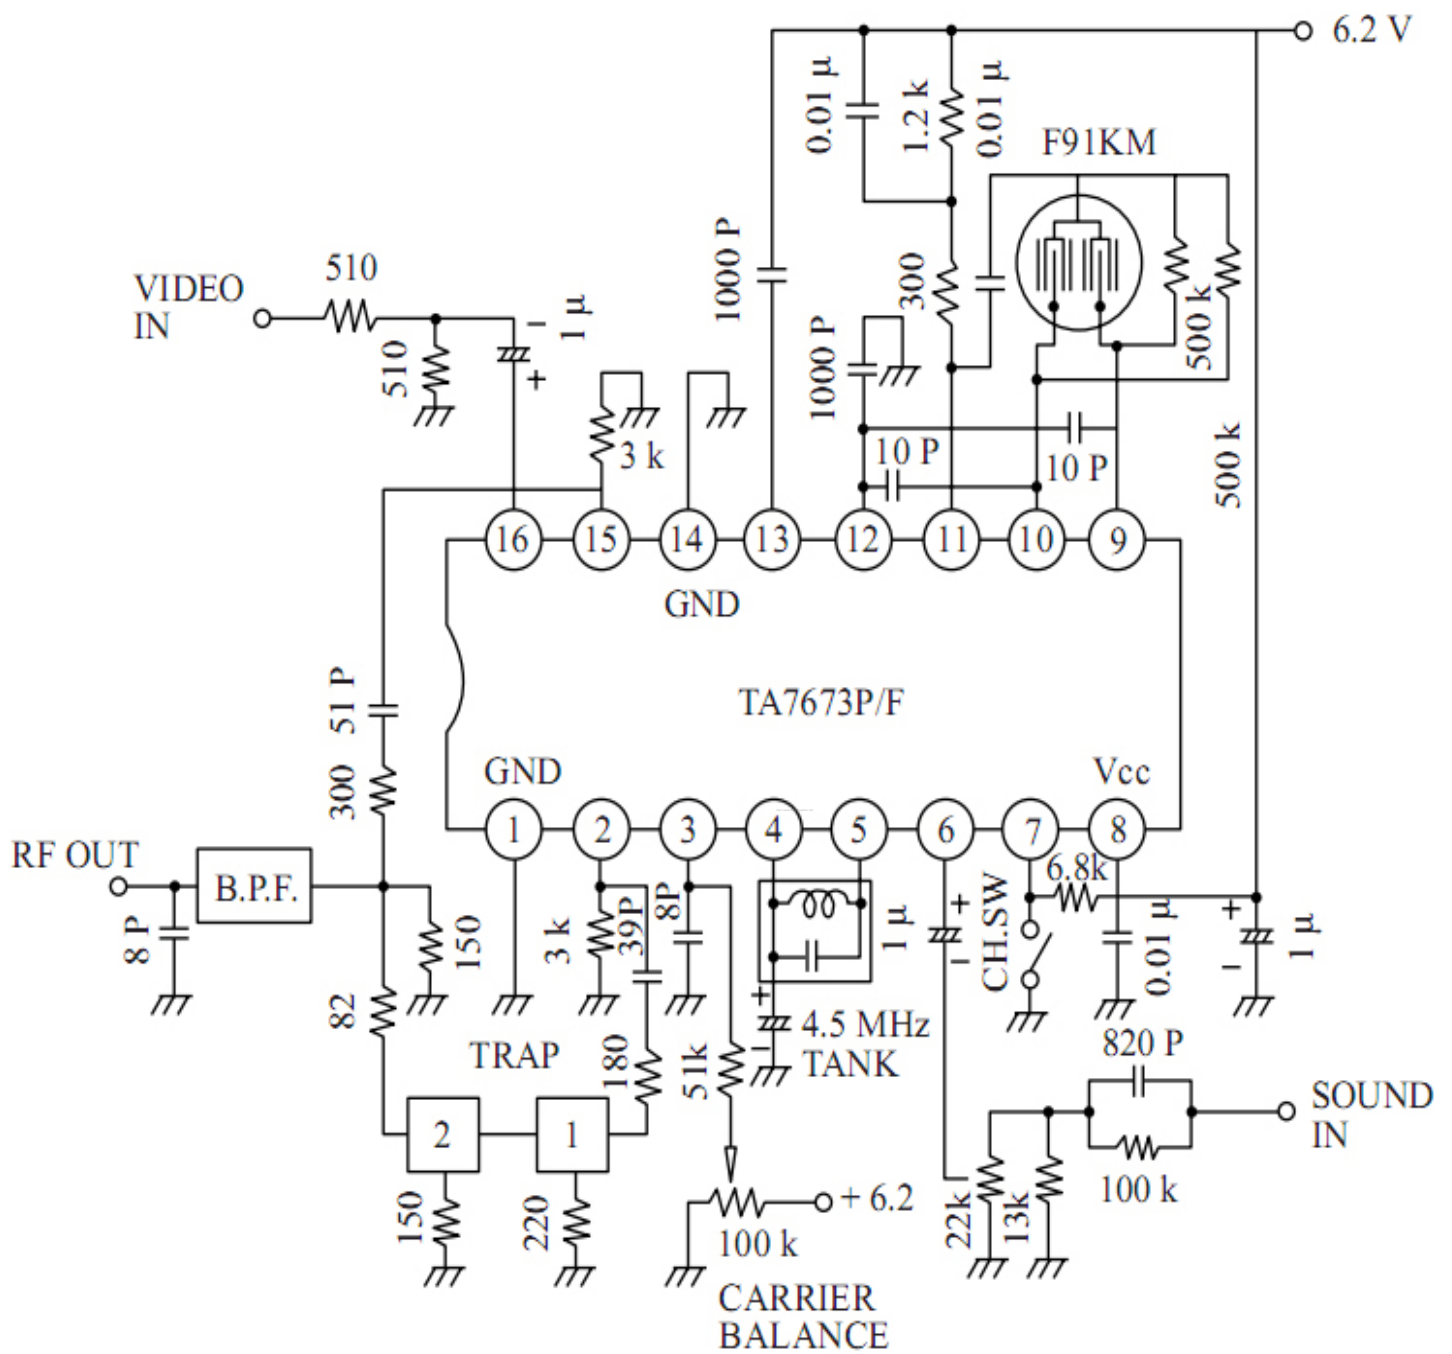 6.2 V
0.01 µ
1.2 k
0.01 µ
F91KM
1000 P
510
VIDEO
IN
1 µ
−
+
510
300
1000 P
500 k
3 k
10 P
10 P
500 k
16
15
14
13
12
11
10
9
GND
TA7673P/F
51 P
300
GND
Vcc
1
2
3
4
5
6
7
8
RF OUT
B.P.F.
8 P
150
82
3 k
39P
8P
1 µ
+
−
CH.SW
6.8k
0.01 µ
+
−
1 µ
+
−
4.5 MHz
TANK
TRAP
180
51k
820 P
SOUND
IN
100 k
2
1
150
220
+ 6.2
100 k
22k
13k
CARRIER
BALANCE